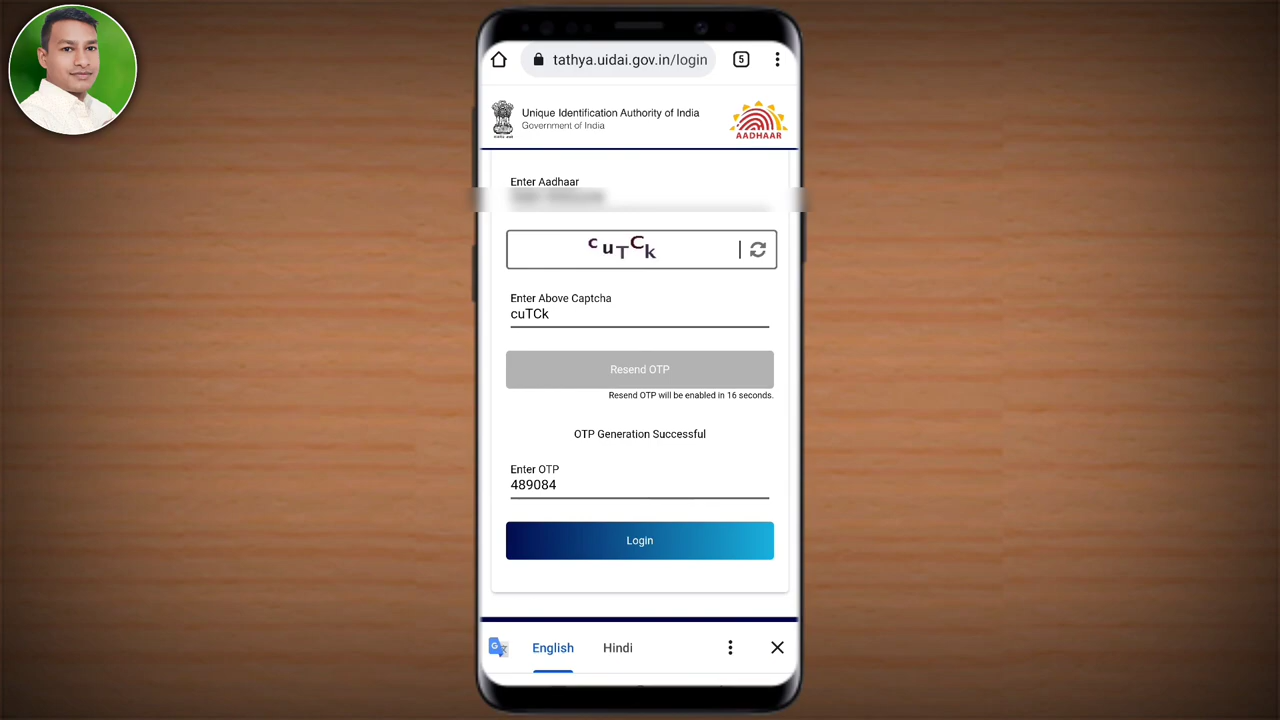 tathya.uidai.gov.in/login
5
Unique Identification Authority of India
Government of India
AADHAAR
Enter Aadhaar
cuTCk
Enter Above Captcha
cuTCk
Resend OTP
Resend OTP will be enabled in 16 seconds.
OTP Generation Successful
Enter OTP
489084
Login
English
Hindi